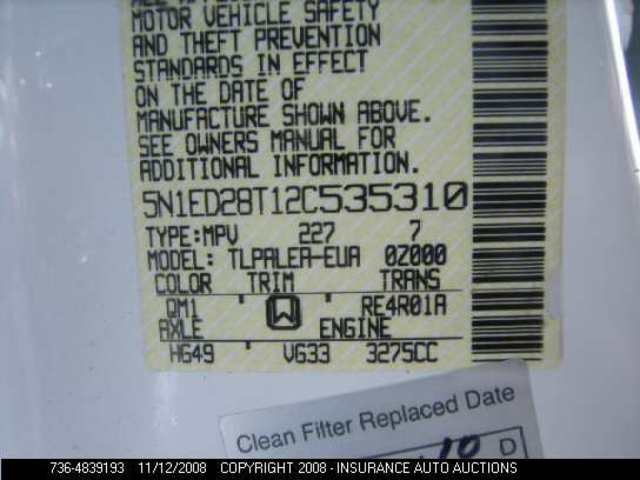 MOTOR VEHICLE SAFETY
AND THEFT PREVENTION
STANDARDS IN EFFECT
ON THE DATE OF
MANUFACTURE SHOWN ABOVE.
SEE OWNERS MANUAL FOR
ADDITIONAL INFORMATION.
5N1ED28T12C535310
TYPE:MPV 227 7
MODEL: TLPALEA-EUA 0Z000
COLOR TRIM TRANS
QM1 W RE4R01A
AXLE ENGINE
HG49 VG33 3275CC
Clean Filter Replaced Date
10 D
736-4839193 11/12/2008 COPYRIGHT 2008 - INSURANCE AUTO AUCTIONS